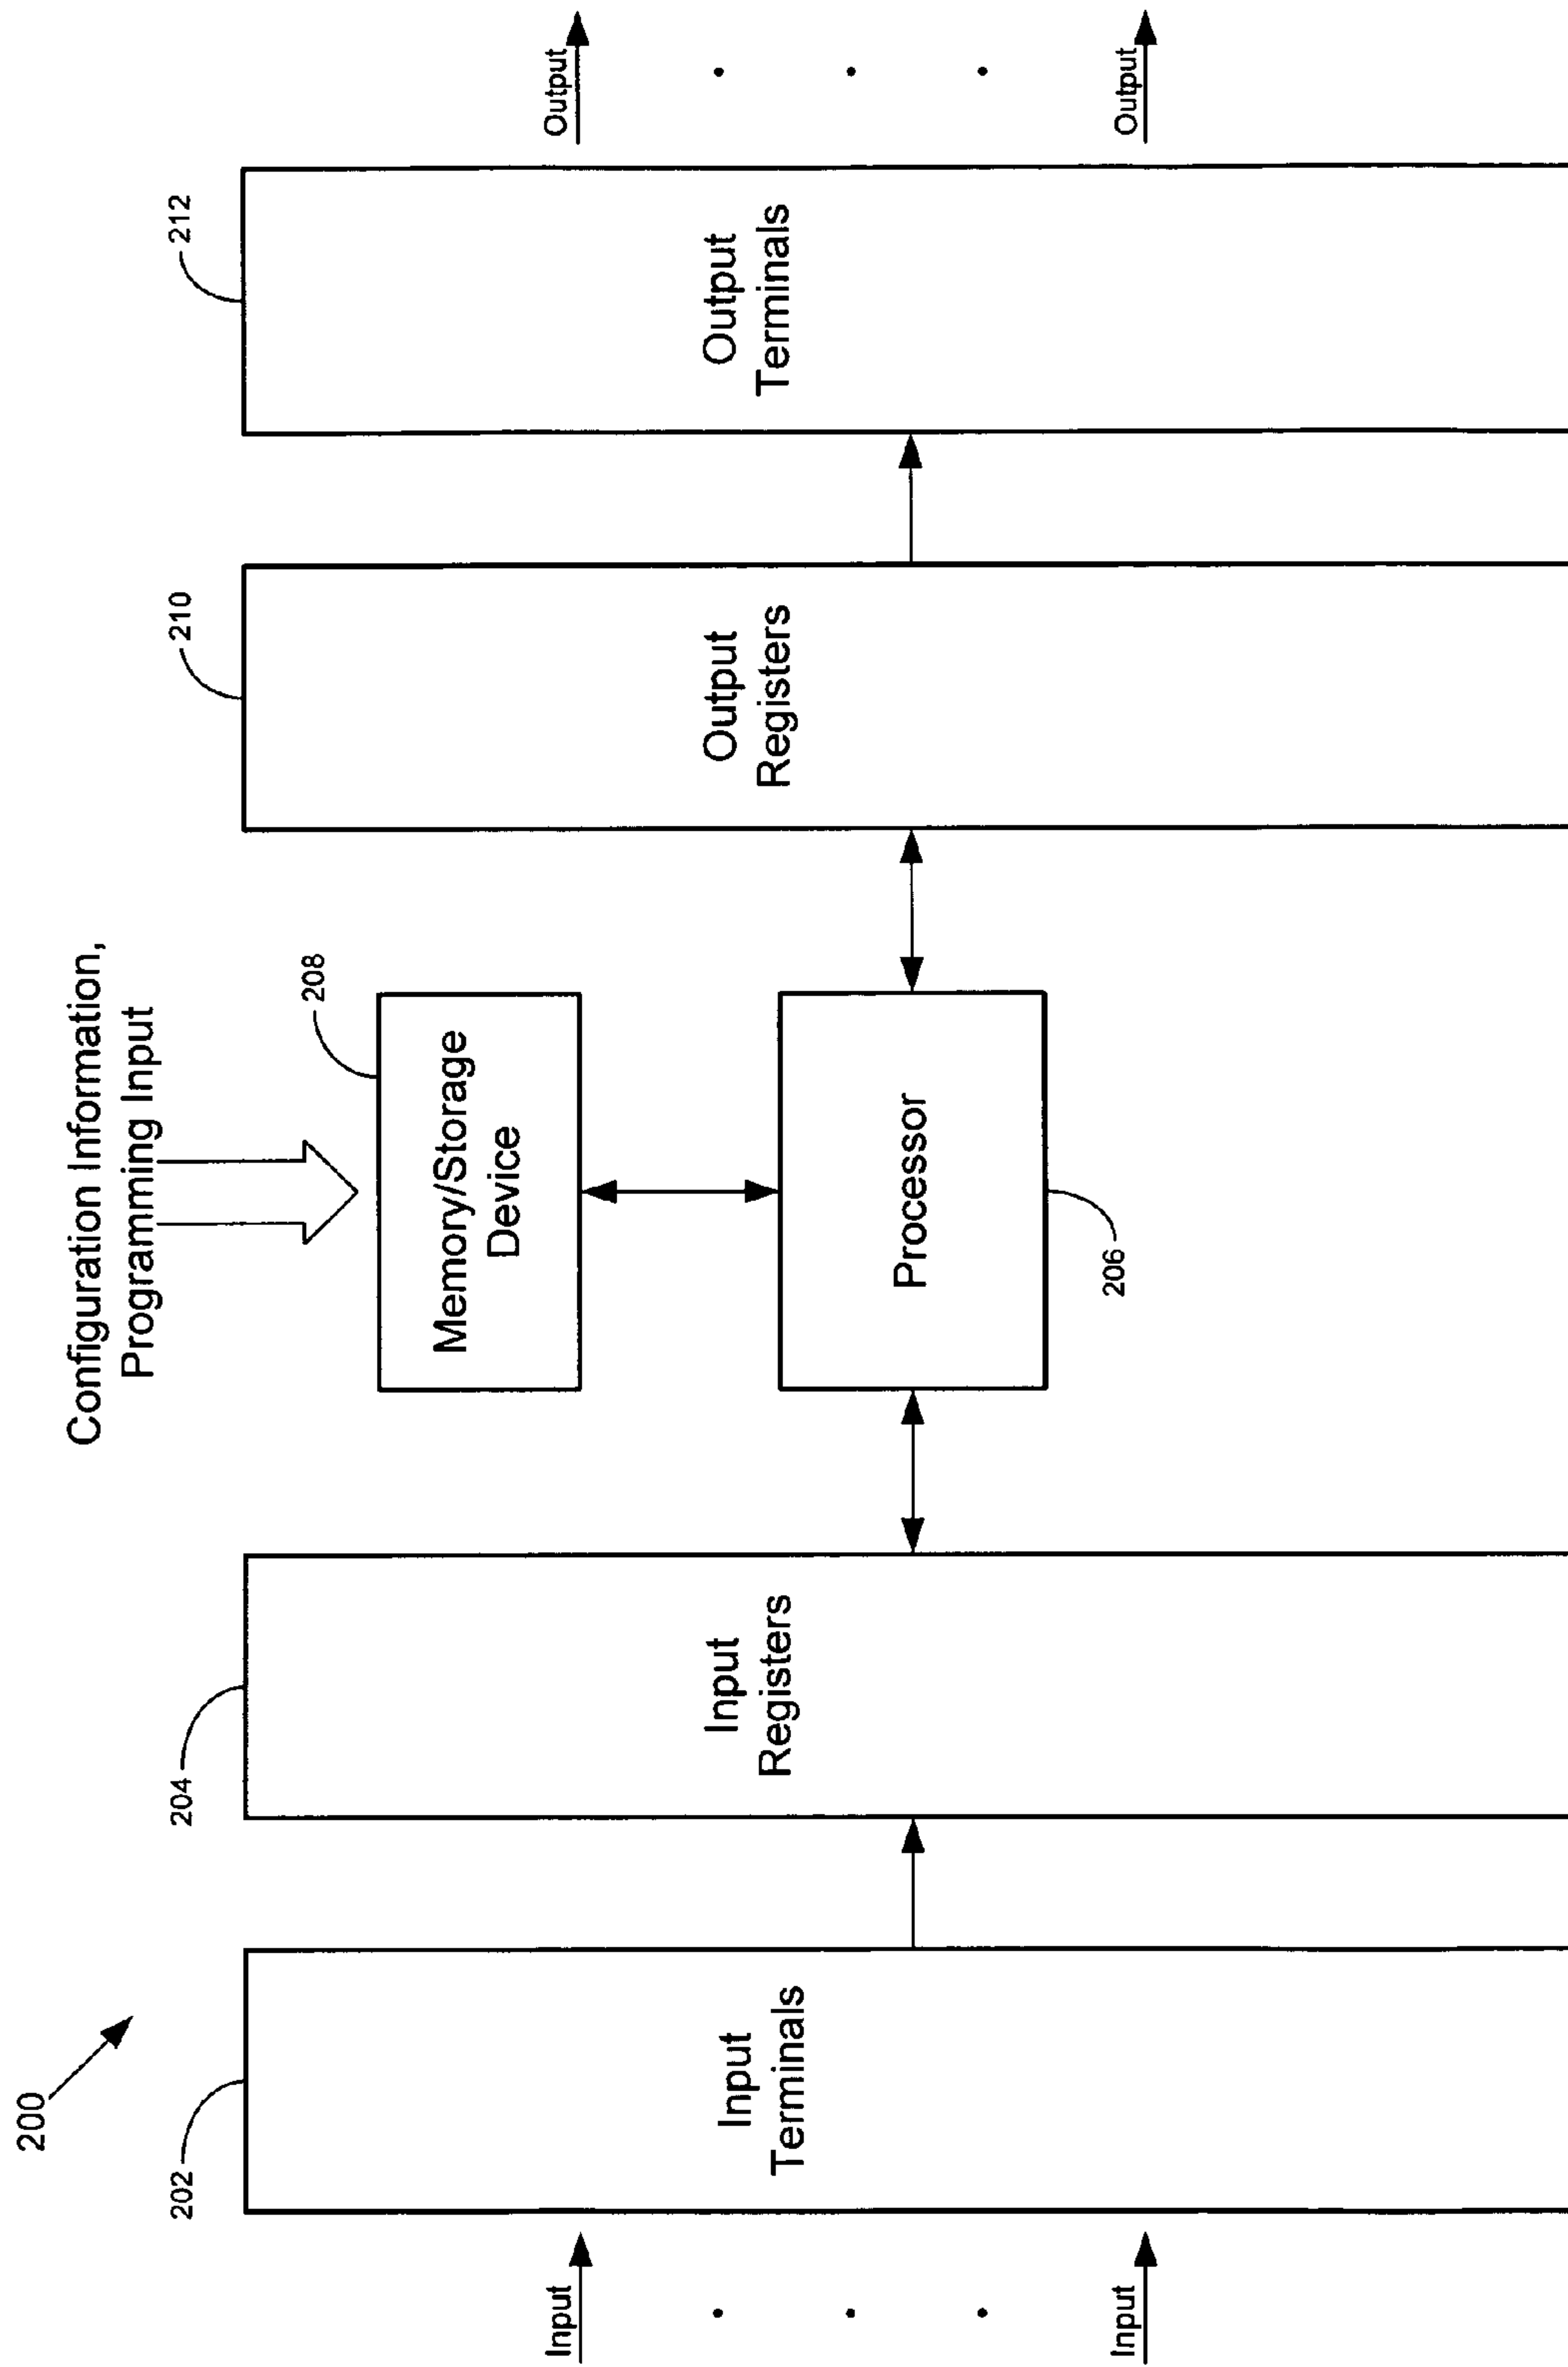 200
Configuration Information,
Programming Input
202
204
208
210
212
Input
Input
Input
Terminals
Input
Registers
Memory/Storage
Device
Processor
206
Output
Registers
Output
Terminals
Output
Output